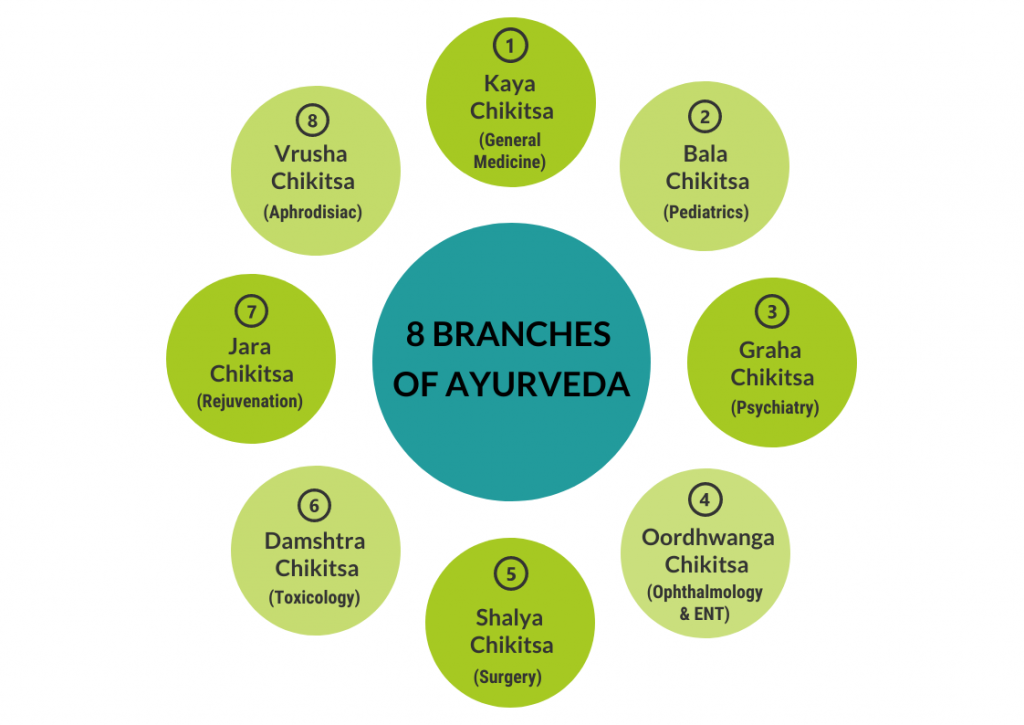 8 BRANCHES
OF AYURVEDA
1
Kaya
Chikitsa
(General
Medicine)
2
Bala
Chikitsa
(Pediatrics)
3
Graha
Chikitsa
(Psychiatry)
4
Oordhwanga
Chikitsa
(Ophthalmology
& ENT)
5
Shalya
Chikitsa
(Surgery)
6
Damshtra
Chikitsa
(Toxicology)
7
Jara
Chikitsa
(Rejuvenation)
8
Vrusha
Chikitsa
(Aphrodisiac)